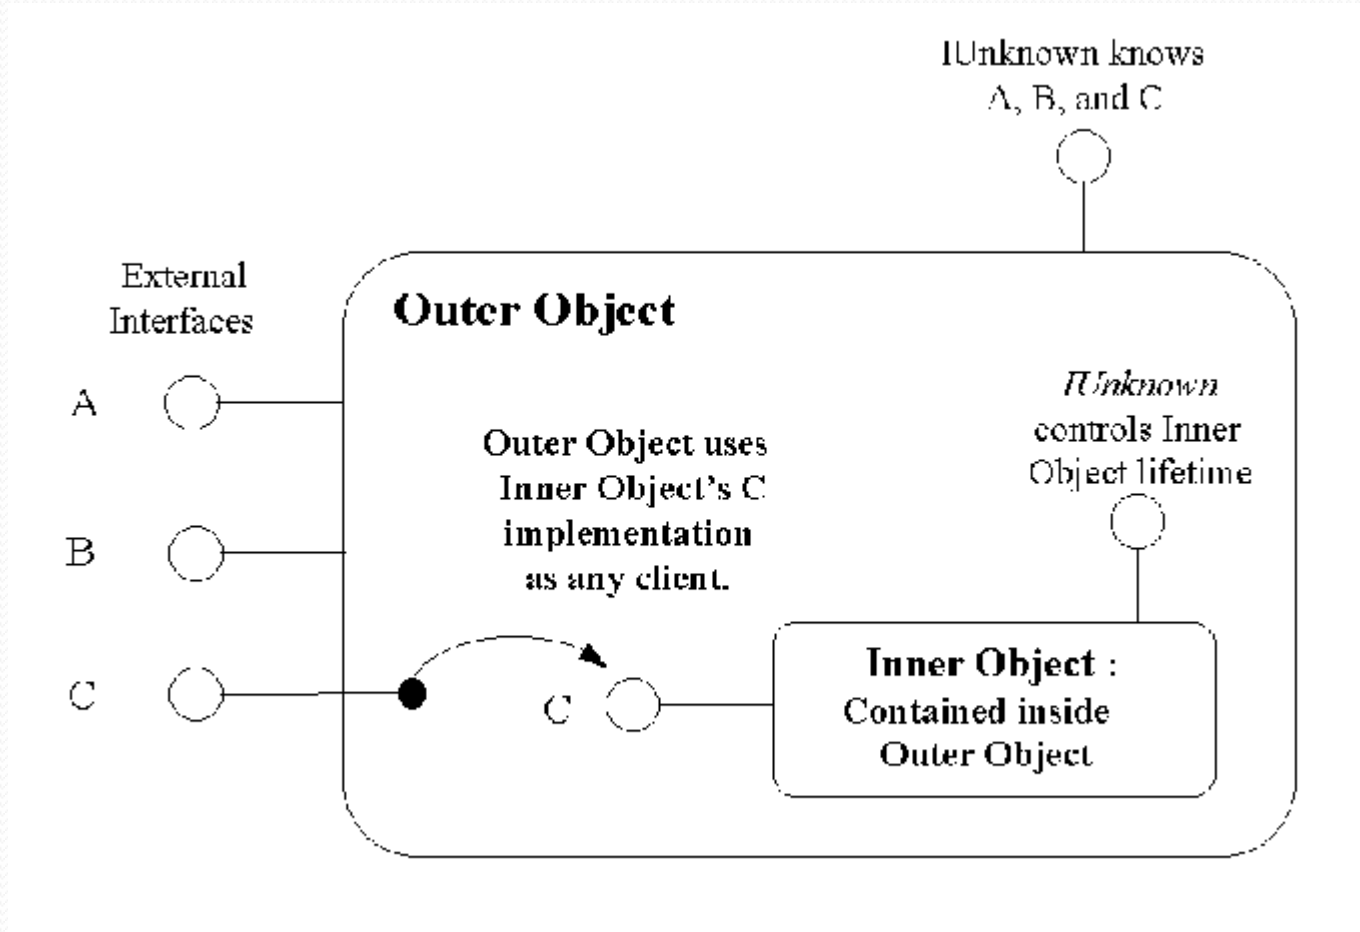 IUnknown knows
A, B, and C
External
Interfaces
Outer Object
A
IUnknown
controls Inner
Object lifetime
Outer Object uses
Inner Object's C
implementation
as any client.
B
C
C
Inner Object :
Contained inside
Outer Object